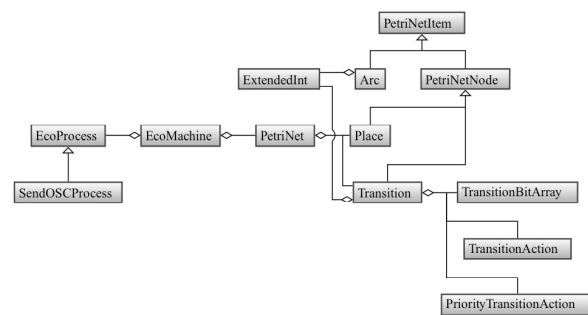 PetriNetItem
ExtendedInt
Arc
PetriNetNode
EcoProcess
EcoMachine
PetriNet
Place
SendOSCProcess
Transition
TransitionBitArray
TransitionAction
PriorityTransitionAction